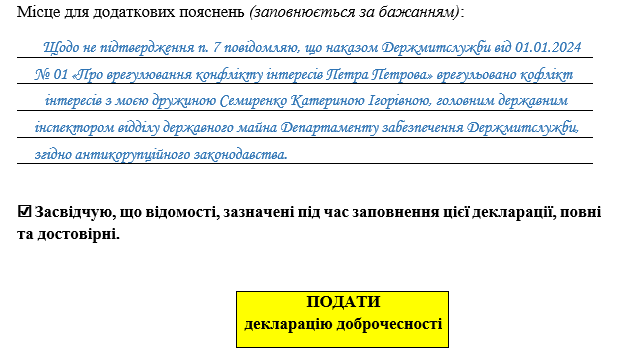 Місце для додаткових пояснень (заповнюється за бажанням):
Щодо не підтвердження п. 7 повідомляю, що наказом Держмитслужби від 01.01.2024
№ 01 «Про врегулювання конфлікту інтересів Петра Петрова» врегульовано кофлікт
інтересів з моєю дружиною Семиренко Катериною Ігорівною, головним державним
інспектором відділу державного майна Департаменту забезпечення Держмитслужби,
згідно антикорупційного законодавства.
☑ Засвідчую, що відомості, зазначені під час заповнення цієї декларації, повні
та достовірні.
ПОДАТИ
декларацію доброчесності